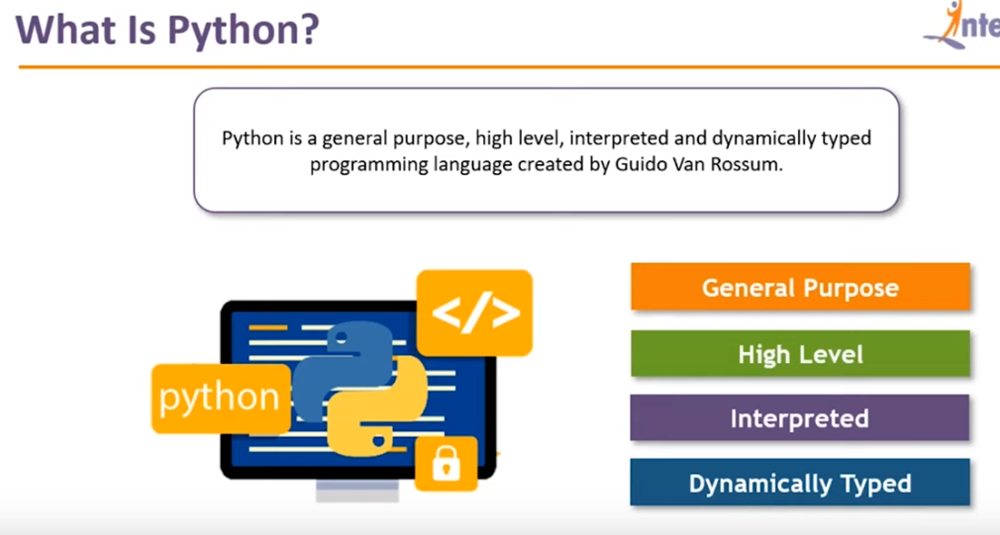 What Is Python?
Inte
Python is a general purpose, high level, interpreted and dynamically typed
programming language created by Guido Van Rossum.
</>
python
General Purpose
High Level
Interpreted
Dynamically Typed